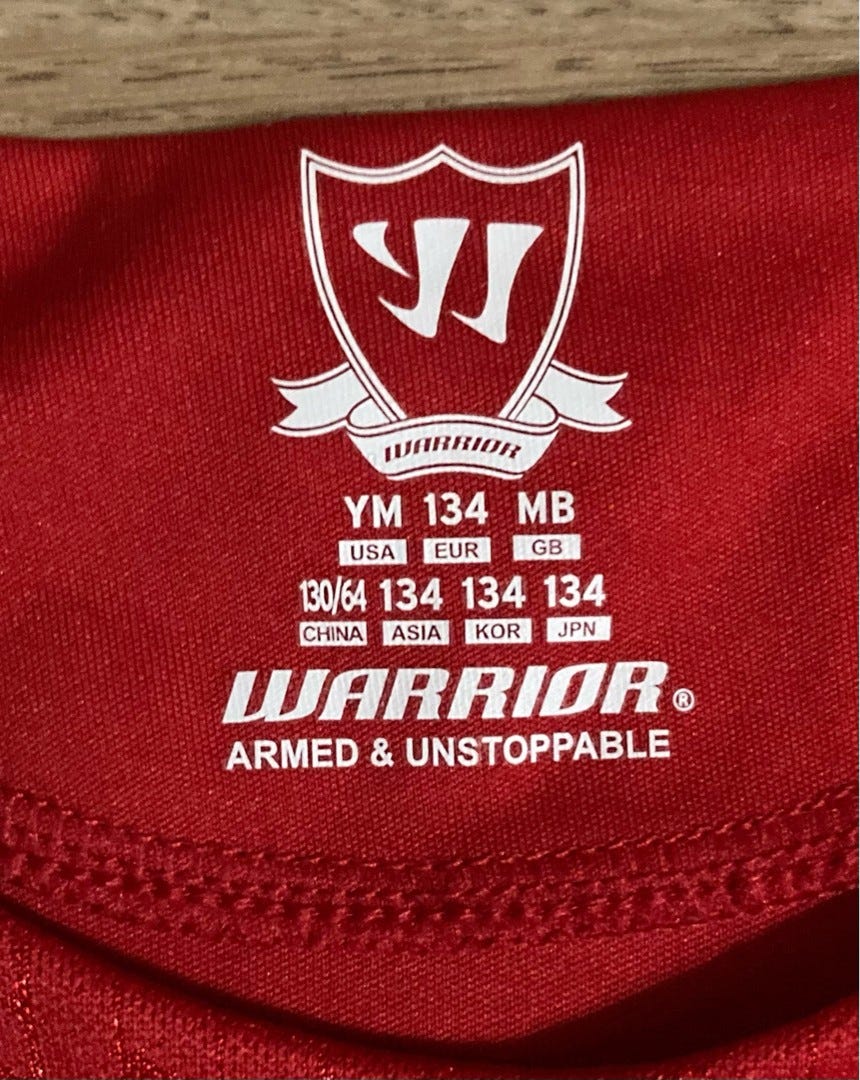 WARRIOR
YM 134 MB
USA EUR GB
130/64 134 134 134
CHINA ASIA KOR JPN
WARRIOR®
ARMED & UNSTOPPABLE